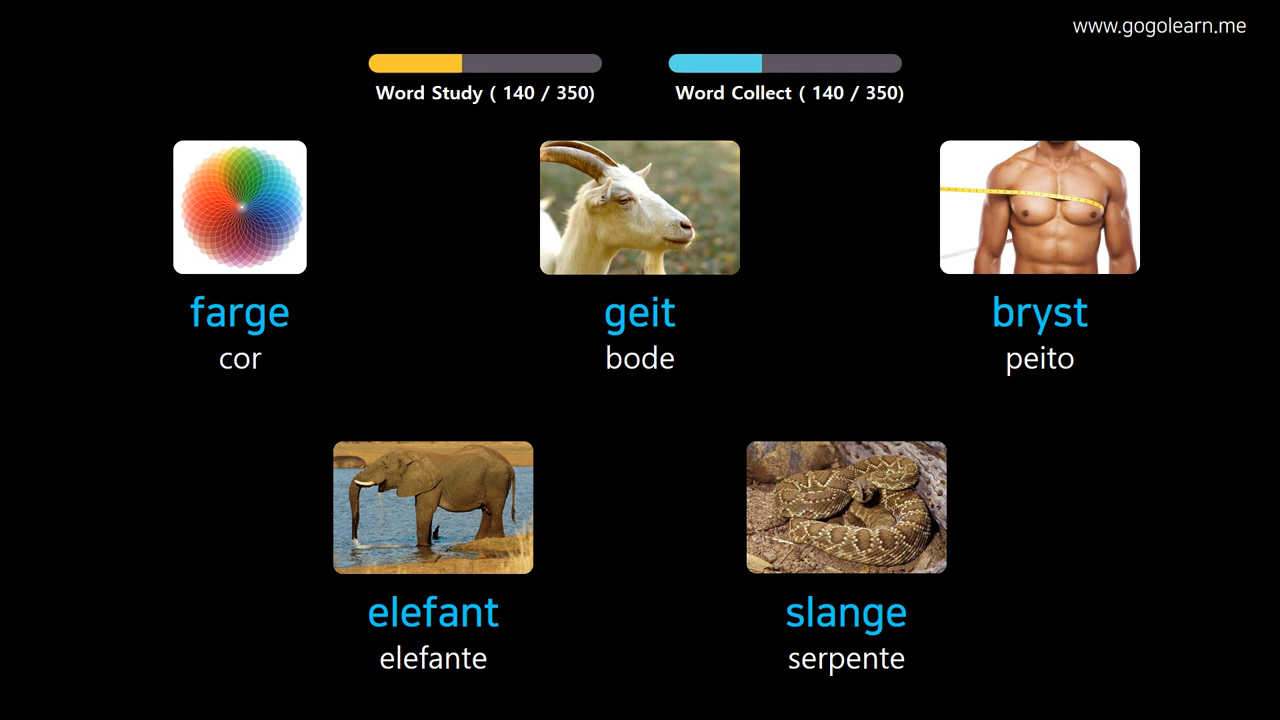 www.gogolearn.me
Word Study ( 140 / 350)
Word Collect ( 140 / 350)
farge
cor
geit
bode
bryst
peito
elefant
elefante
slange
serpente